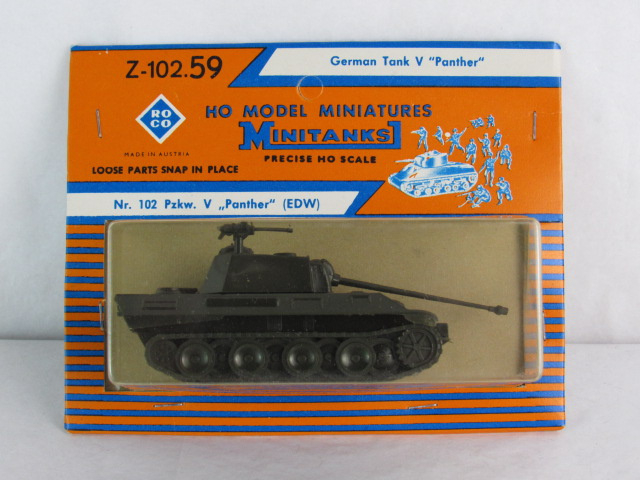 Z-102.59
German Tank V "Panther"
RO
CO
HO MODEL MINIATURES
MINITANKS
MADE IN AUSTRIA
PRECISE HO SCALE
LOOSE PARTS SNAP IN PLACE
Nr. 102 Pzkw. V „Panther“ (EDW)